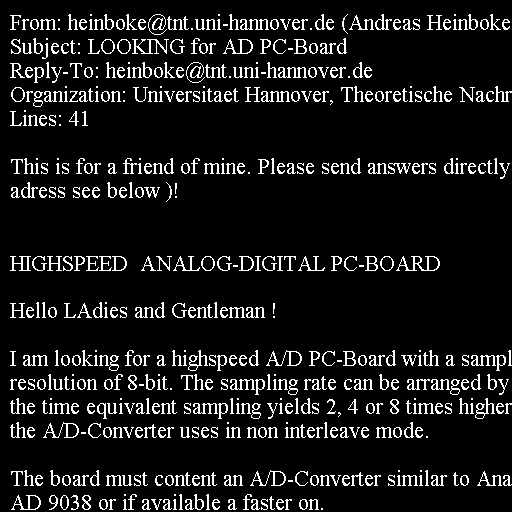 From: heinboke@tnt.uni-hannover.de (Andreas Heinboke
Subject: LOOKING for AD PC-Board
Reply-To: heinboke@tnt.uni-hannover.de
Organization: Universitaet Hannover, Theoretische Nachr
Lines: 41
This is for a friend of mine. Please send answers directly
adress see below )!
HIGHSPEED  ANALOG-DIGITAL PC-BOARD
Hello LAdies and Gentleman !
I am looking for a highspeed A/D PC-Board with a sampl
resolution of 8-bit. The sampling rate can be arranged by
the time equivalent sampling yields 2, 4 or 8 times higher
the A/D-Converter uses in non interleave mode.
The board must content an A/D-Converter similar to Ana
AD 9038 or if available a faster on.